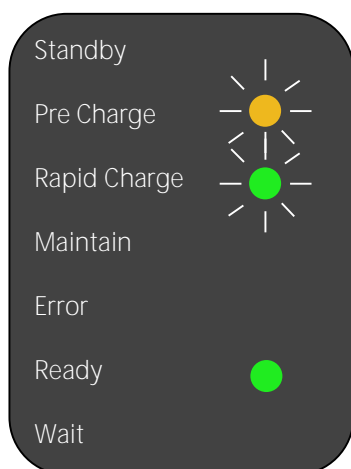 Standby
Pre Charge
Rapid Charge
Maintain
Error
Ready
Wait